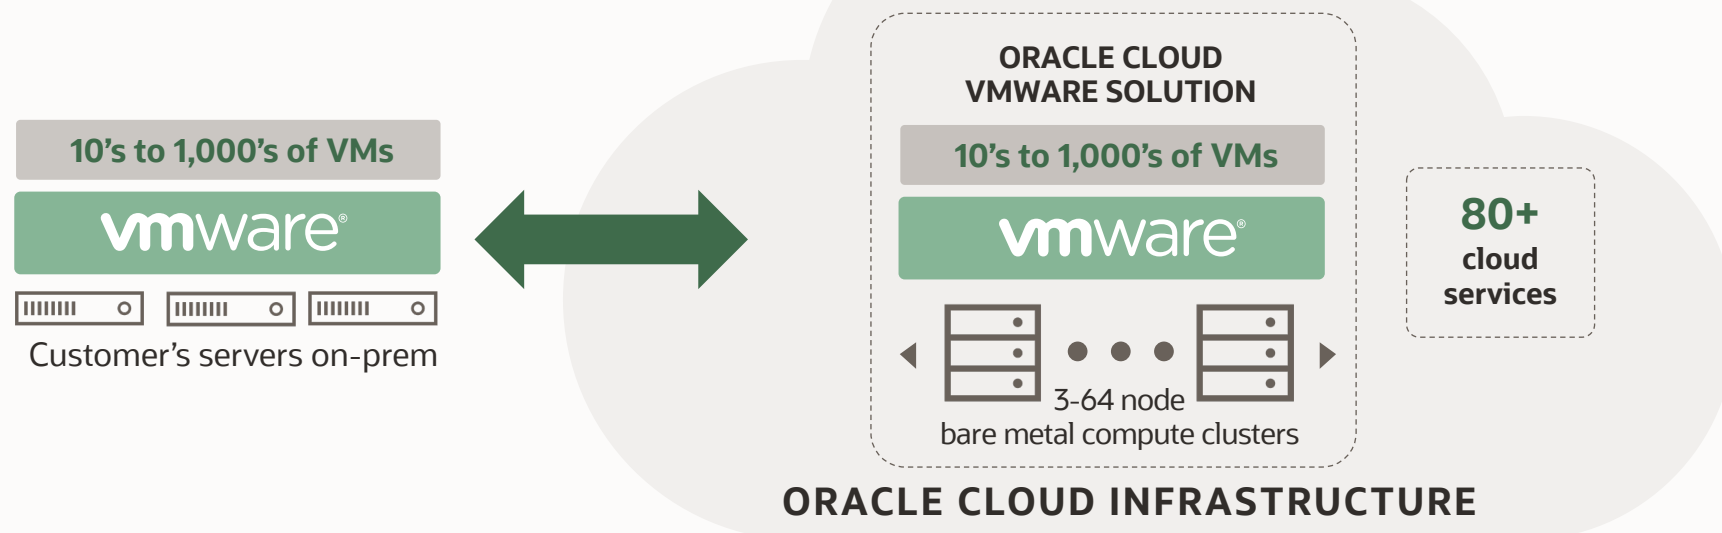 10’s to 1,000’s of VMs
vmware®
Customer’s servers on-prem
ORACLE CLOUD
VMWARE SOLUTION
10’s to 1,000’s of VMs
vmware®
3-64 node
bare metal compute clusters
80+
cloud
services
ORACLE CLOUD INFRASTRUCTURE